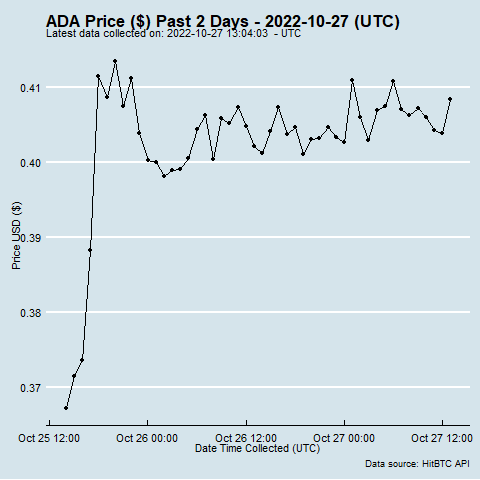 ADA Price ($) Past 2 Days - 2022-10-27 (UTC)
Latest data collected on: 2022-10-27 13:04:03 - UTC
0.41
0.40
0.39
0.38
0.37
Price USD ($)
Oct 25 12:00 Oct 26 00:00 Oct 26 12:00 Oct 27 00:00 Oct 27 12:00
Date Time Collected (UTC)
Data source: HitBTC API